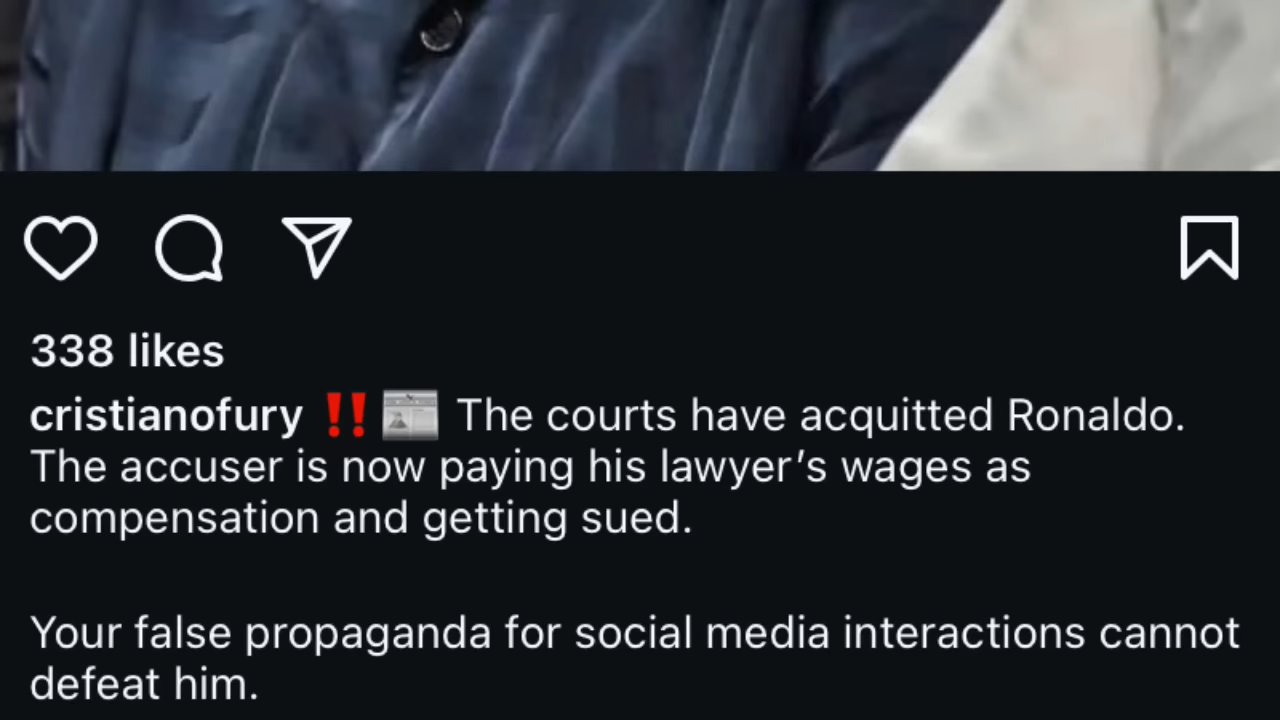 338 likes
cristianofury ‼️📰 The courts have acquitted Ronaldo.
The accuser is now paying his lawyer’s wages as
compensation and getting sued.
Your false propaganda for social media interactions cannot
defeat him.